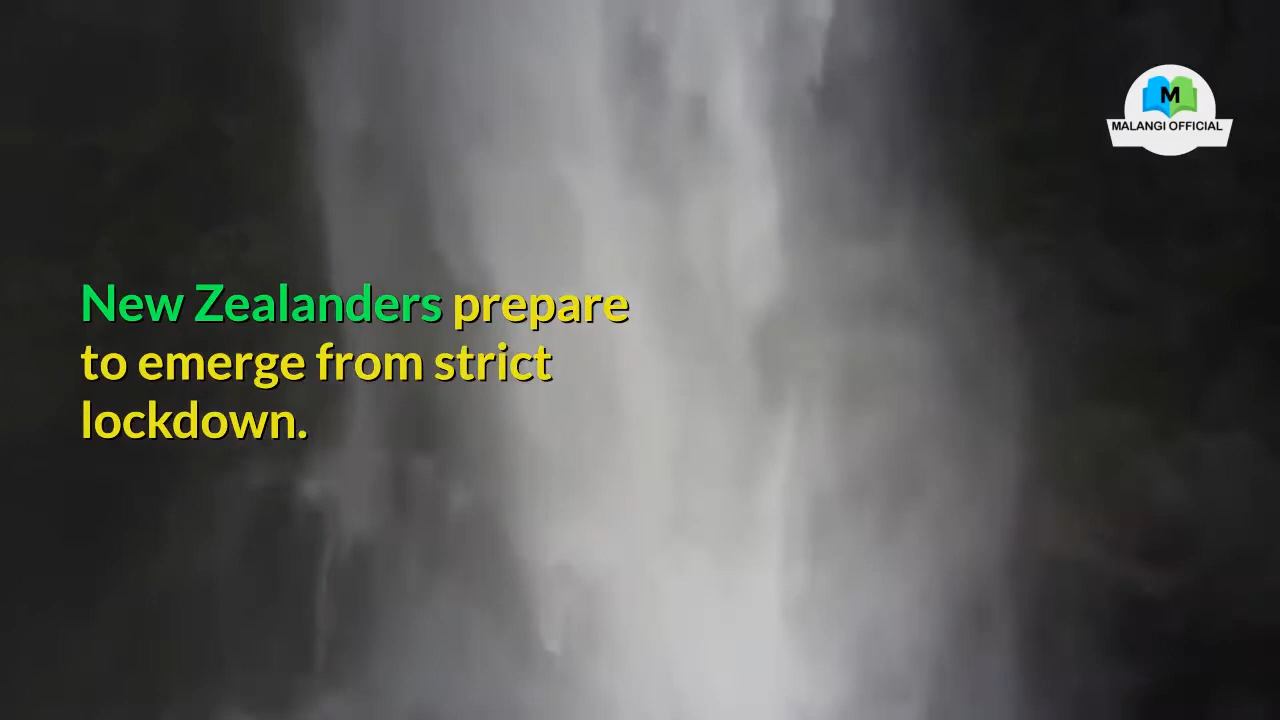 M
MALANGI OFFICIAL
New Zealanders prepare
to emerge from strict
lockdown.